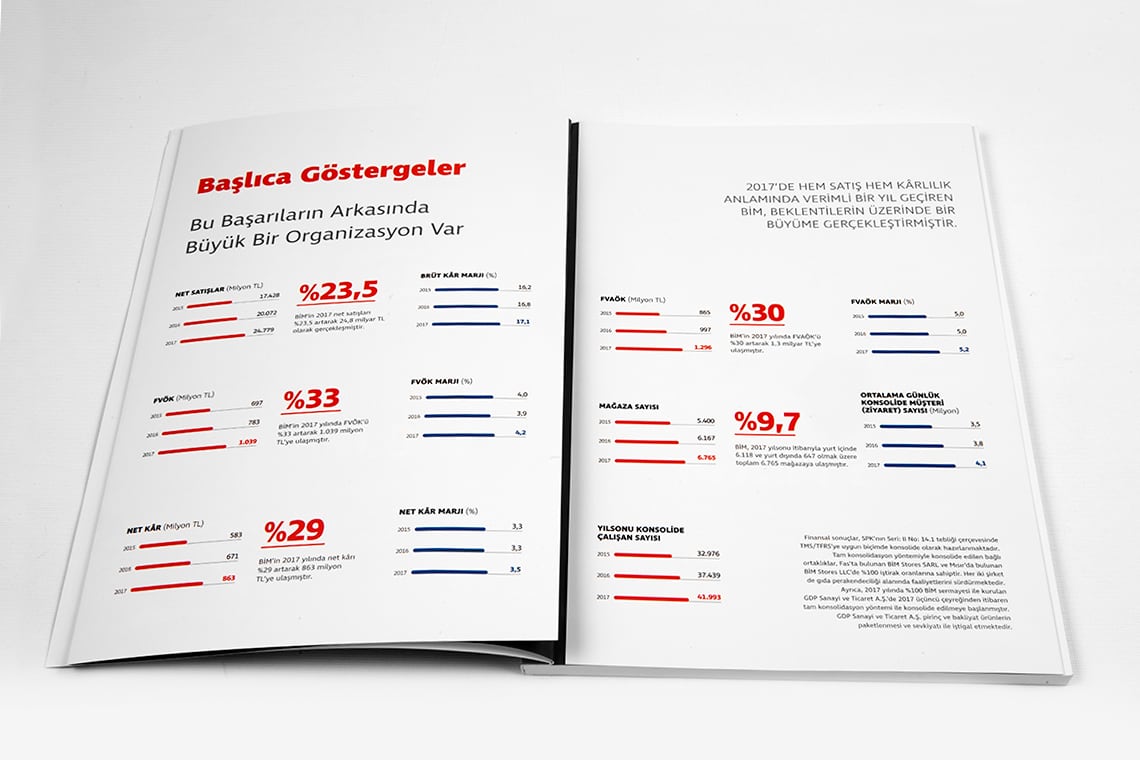 Başlıca Göstergeler
Bu Başarıların Arkasında
Büyük Bir Organizasyon Var
NET SATIŞLAR (Milyon TL)
2015 17.428
2016 20.072
2017 24.779
%23,5
BİM'in 2017 net satışları
%23,5 artarak 24,8 milyar TL
olarak gerçekleşmiştir.
BRÜT KÂR MARJI (%)
2015 16,2
2016 16,8
2017 17,1
FVÖK (Milyon TL)
2015 697
2016 783
2017 1.039
%33
BİM'in 2017 yılında FVÖK'ü
%33 artarak 1.039 milyon
TL'ye ulaşmıştır.
FVÖK MARJI (%)
2015 4,0
2016 3,9
2017 4,2
NET KÂR (Milyon TL)
2015 583
2016 671
2017 863
%29
BİM'in 2017 yılında net kârı
%29 artarak 863 milyon
TL'ye ulaşmıştır.
NET KÂR MARJI (%)
2015 3,3
2016 3,3
2017 3,5
2017'DE HEM SATIŞ HEM KÂRLILIK
ANLAMINDA VERİMLİ BİR YIL GEÇİREN
BİM, BEKLENTİLERİN ÜZERİNDE BİR
BÜYÜME GERÇEKLEŞTİRMİŞTİR.
FVAÖK (Milyon TL)
2015 865
2016 997
2017 1.296
%30
BİM'in 2017 yılında FVAÖK'ü
%30 artarak 1,3 milyar TL'ye
ulaşmıştır.
FVAÖK MARJI (%)
2015 5,0
2016 5,0
2017 5,2
MAĞAZA SAYISI
2015 5.400
2016 6.167
2017 6.765
%9,7
BİM, 2017 yılsonu itibarıyla yurt içinde
6.118 ve yurt dışında 647 olmak üzere
toplam 6.765 mağazaya ulaşmıştır.
ORTALAMA GÜNLÜK
KONSOLİDE MÜŞTERİ
(ZİYARET) SAYISI (Milyon)
2015 3,5
2016 3,8
2017 4,1
YILSONU KONSOLİDE
ÇALIŞAN SAYISI
2015 32.976
2016 37.439
2017 41.993
Finansal sonuçlar, SPK'nın Seri: II No: 14.1 tebliği çerçevesinde
TMS/TFRS'ye uygun biçimde konsolide olarak hazırlanmaktadır.
Tam konsolidasyon yöntemiyle konsolide edilen bağlı
ortaklıklar, Fas'ta bulunan BİM Stores SARL ve Mısır'da bulunan
BİM Stores LLC'de %100 iştirak oranlarına sahiptir. Her iki şirket
de gıda perakendeciliği alanında faaliyetlerini sürdürmektedir.
Ayrıca, 2017 yılında %100 BİM sermayesi ile kurulan
GDP Sanayi ve Ticaret A.Ş.'de 2017 üçüncü çeyreğinden itibaren
tam konsolidasyon yöntemi ile konsolide edilmeye başlanmıştır.
GDP Sanayi ve Ticaret A.Ş. pirinç ve bakliyat ürünlerin
paketlenmesi ve sevkiyatı ile iştigal etmektedir.